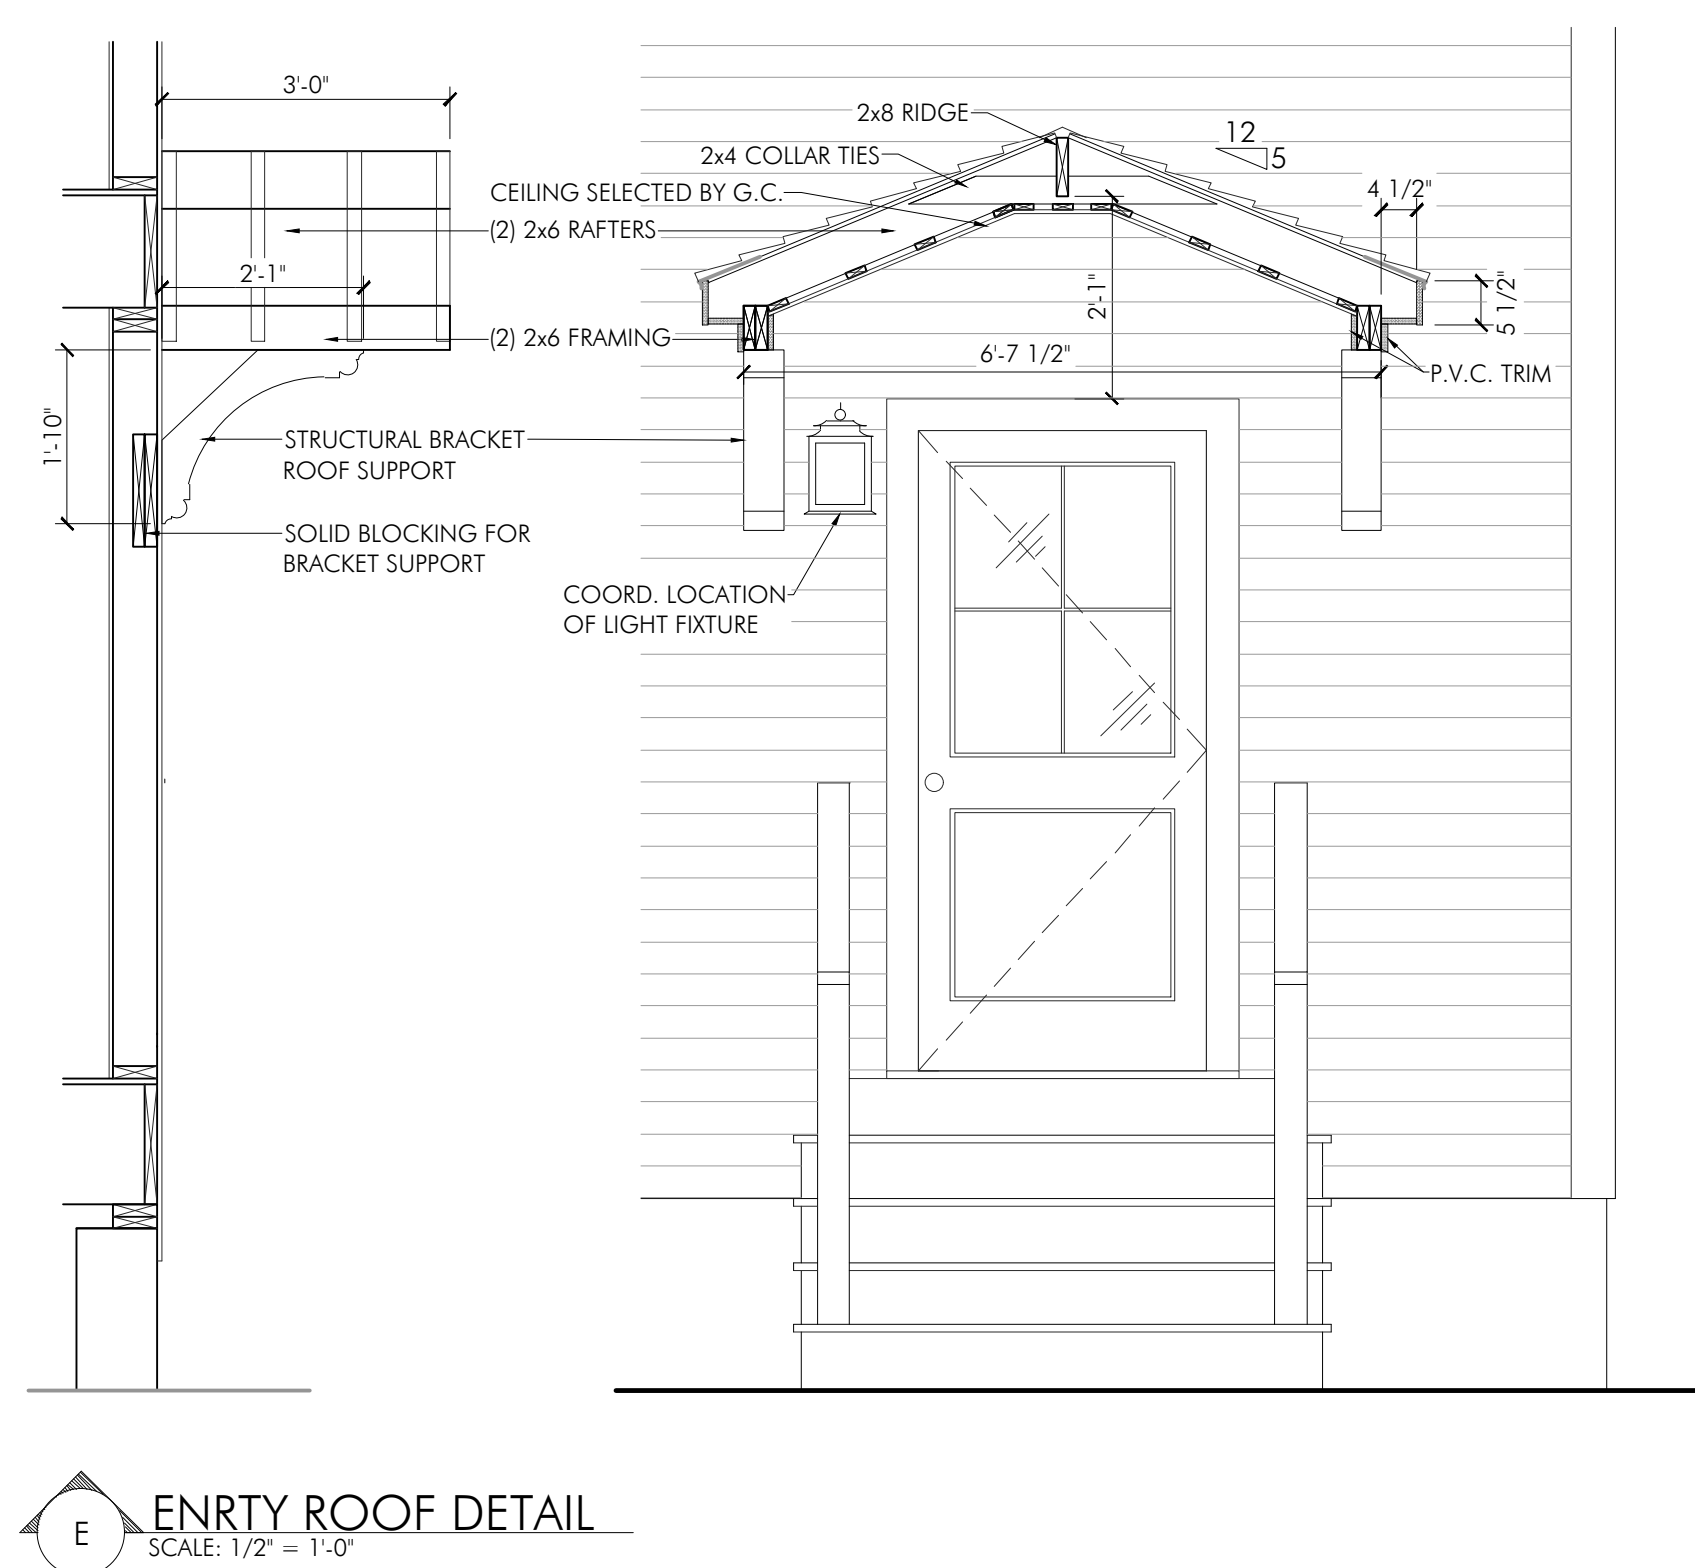 3'-0"
2x8 RIDGE
12
5
2x4 COLLAR TIES
4 1/2"
CEILING SELECTED BY G.C.
(2) 2x6 RAFTERS
2'-1"
2'-1"
5 1/2"
(2) 2x6 FRAMING
6'-7 1/2"
P.V.C. TRIM
1'-10"
STRUCTURAL BRACKET
ROOF SUPPORT
SOLID BLOCKING FOR
BRACKET SUPPORT
COORD. LOCATION
OF LIGHT FIXTURE
E
ENRTY ROOF DETAIL
SCALE: 1/2" = 1'-0"